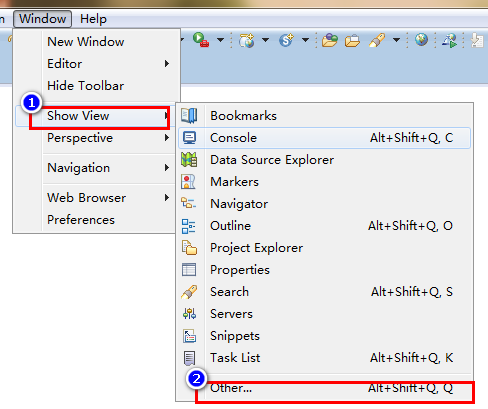 n Window Help
New Window
Editor
Hide Toolbar
1
Show View
Perspective
Navigation
Web Browser
Preferences
Bookmarks
Console Alt+Shift+Q, C
Data Source Explorer
Markers
Navigator
Outline Alt+Shift+Q, O
Project Explorer
Properties
Search Alt+Shift+Q, S
Servers
Snippets
Task List Alt+Shift+Q, K
2
Other... Alt+Shift+Q, Q